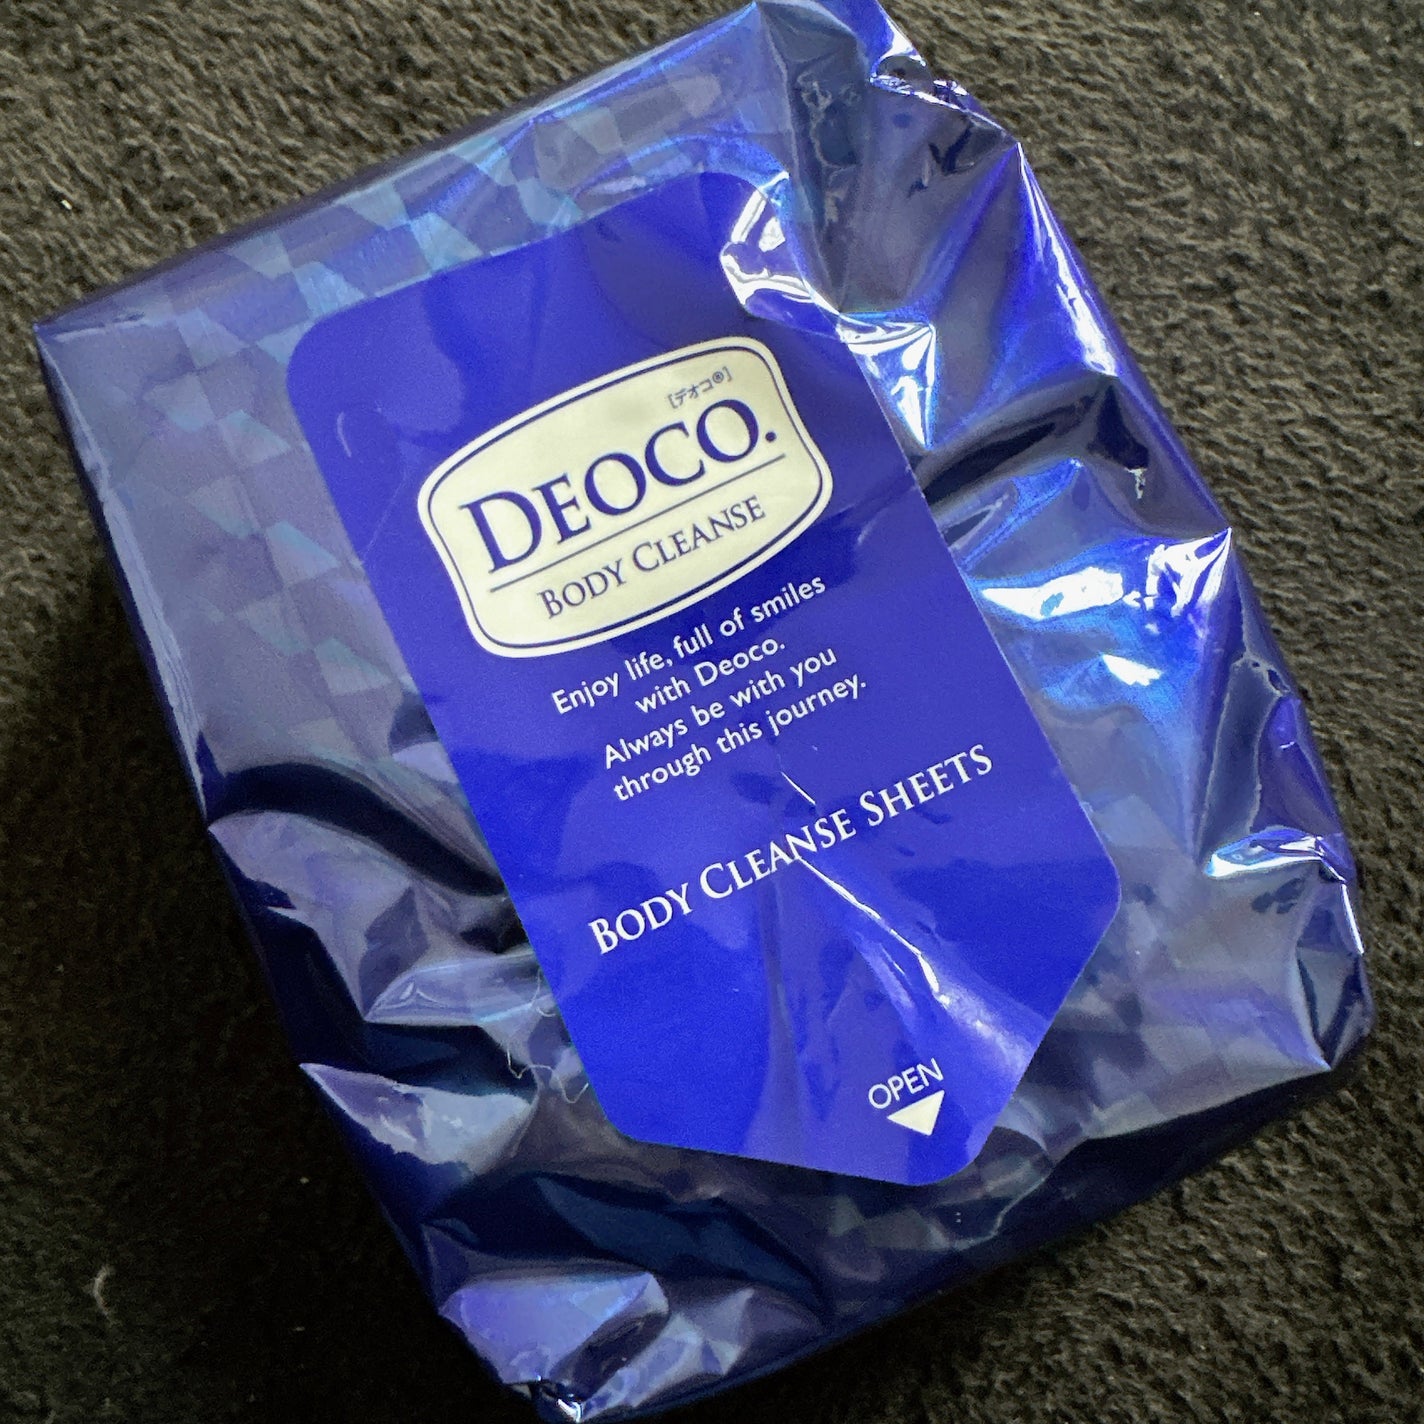 [デオコ®]
DEOCO.
BODY CLEANSE
Enjoy life, full of smiles
with Deoco.
Always be with you
through this journey.
BODY CLEANSE SHEETS
OPEN